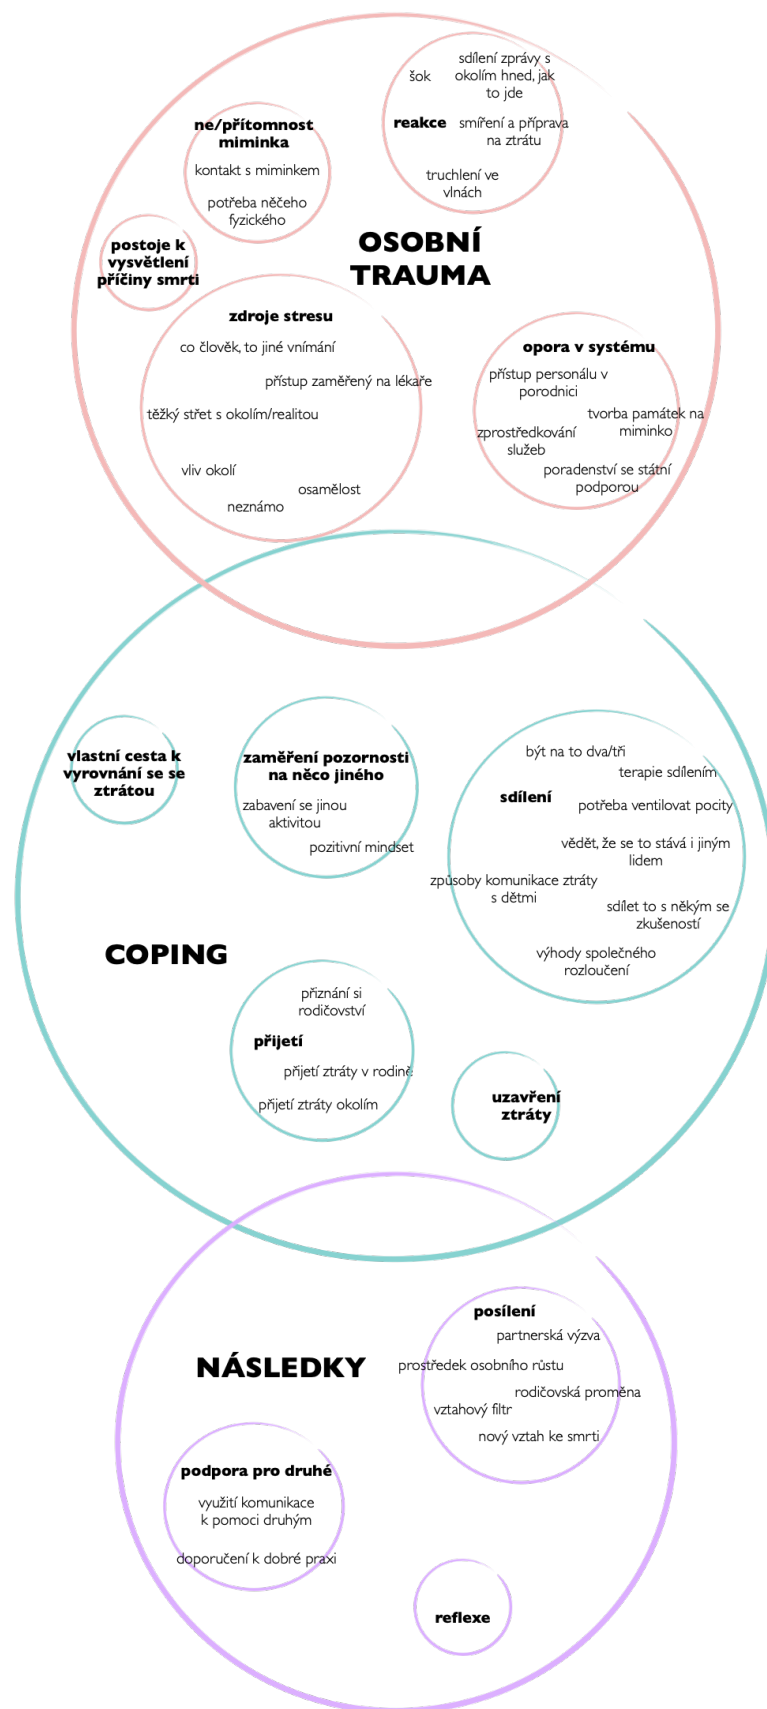 sdílení zprávy s
okolím hned, jak
to jde
šok
reakce
smíření a příprava
na ztrátu
truchlení ve
vlnách
ne/přítomnost
miminka
kontakt s miminkem
potřeba něčeho
fyzického
postoje k
vysvětlení
příčiny smrti
OSOBNÍ
TRAUMA
zdroje stresu
co člověk, to jiné vnímání
přístup zaměřený na lékaře
těžký střet s okolím/realitou
vliv okolí
osamělost
neznámo
opora v systému
přístup personálu v
porodnici
tvorba památek na
miminko
zprostředkování
služeb
poradenství se státní
podporou
vlastní cesta k
vyrovnání se se
ztrátou
zaměření pozornosti
na něco jiného
zabavení se jinou
aktivitou
pozitivní mindset
být na to dva/tři
terapie sdílením
sdílení
potřeba ventilovat pocity
vědět, že se to stává i jiným
lidem
způsoby komunikace ztráty
s dětmi
sdílet to s někým se
zkušeností
výhody společného
rozloučení
COPING
přiznání si
rodičovství
přijetí
přijetí ztráty v rodině
přijetí ztráty okolím
uzavření
ztráty
posílení
partnerská výzva
prostředek osobního růstu
rodičovská proměna
vztahový filtr
nový vztah ke smrti
NÁSLEDKY
podpora pro druhé
využití komunikace
k pomoci druhým
doporučení k dobré praxi
reflexe